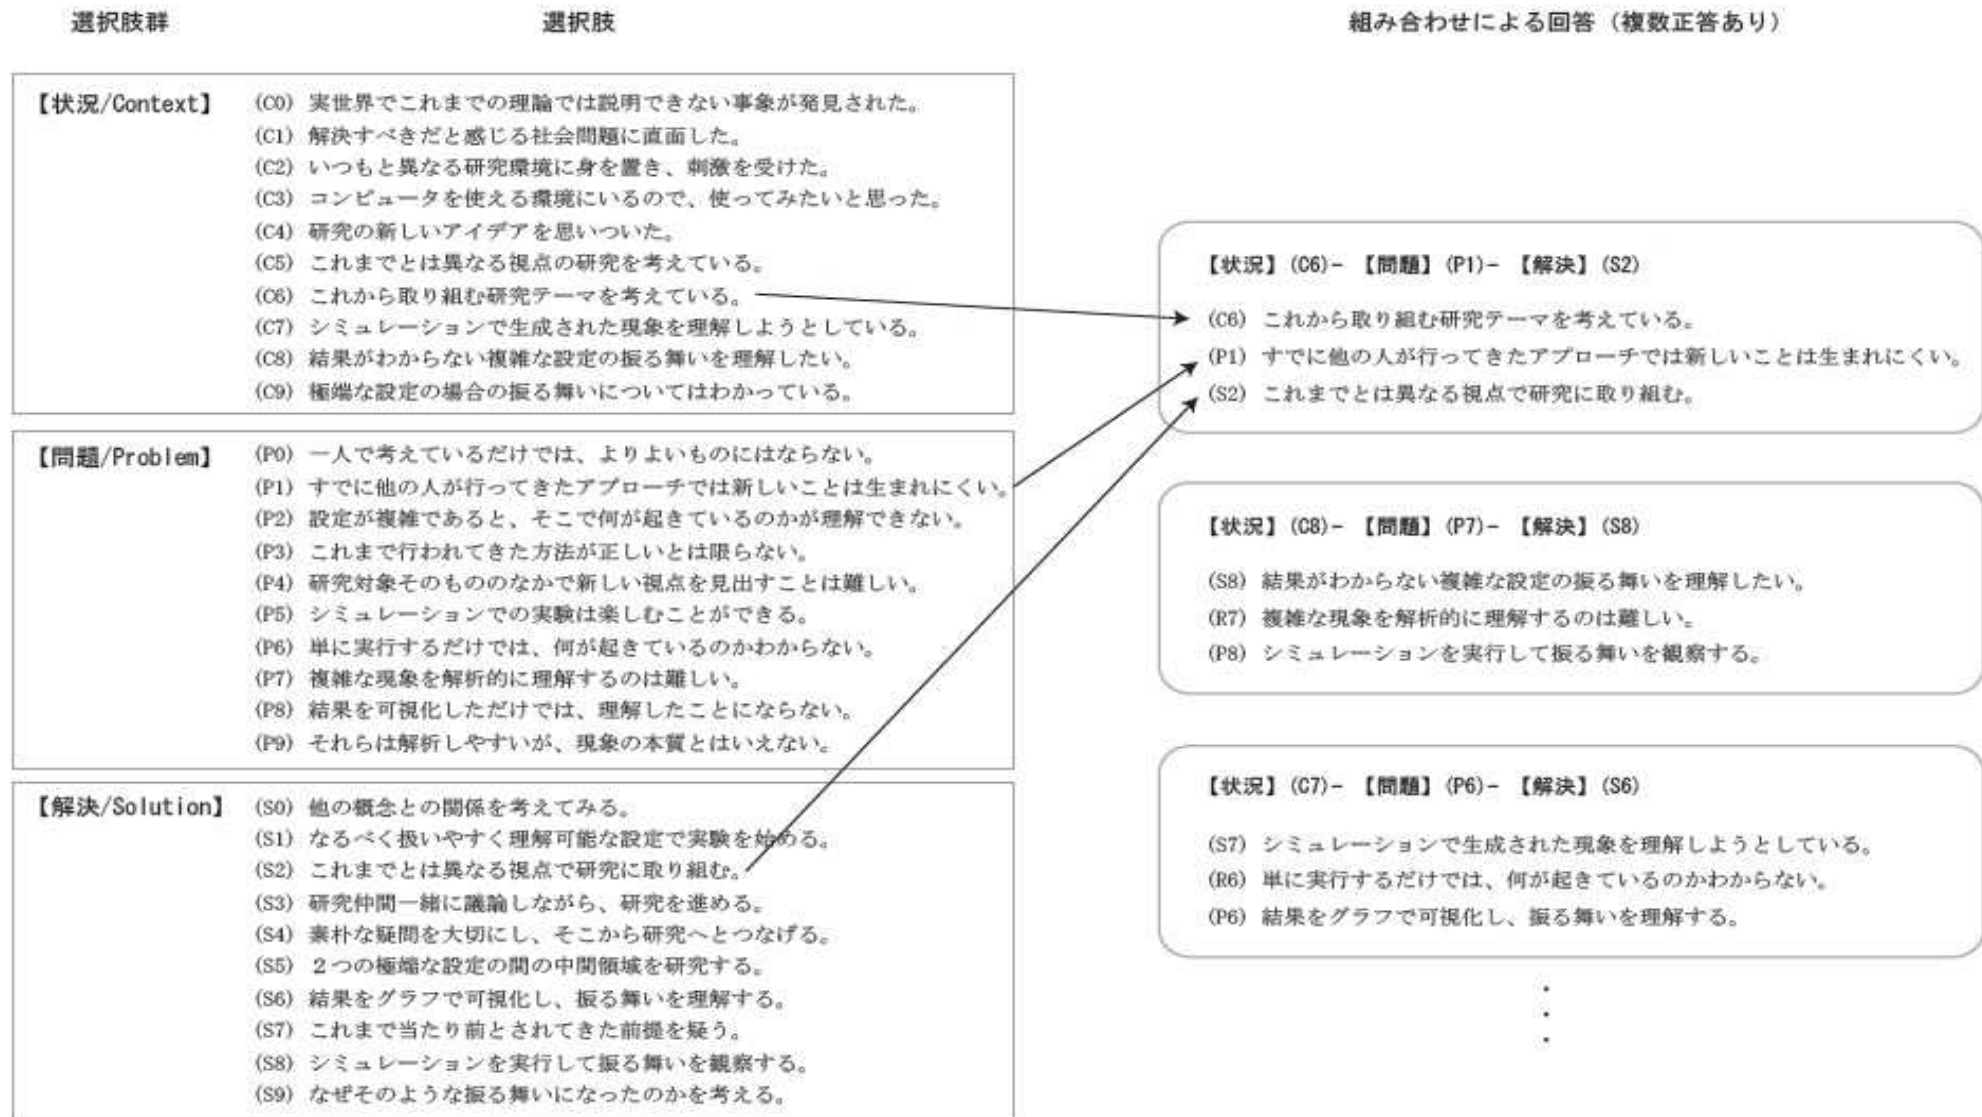 選択肢群
選択肢
組み合わせによる回答（複数正答あり）
【状況/Context】
(C0) 実世界でこれまでの理論では説明できない事象が発見された。
(C1) 解決すべきだと感じる社会問題に直面した。
(C2) いつもと異なる研究環境に身を置き、刺激を受けた。
(C3) コンピュータを使える環境にいるので、使ってみたいと思った。
(C4) 研究の新しいアイデアを思いついた。
(C5) これまでとは異なる視点の研究を考えている。
(C6) これから取り組む研究テーマを考えている。
(C7) シミュレーションで生成された現象を理解しようとしている。
(C8) 結果がわからない複雑な設定の振る舞いを理解したい。
(C9) 極端な設定の場合の振る舞いについてはわかっている。
【問題/Problem】
(P0) 一人で考えているだけでは、よりよいものにはならない。
(P1) すでに他の人が行ってきたアプローチでは新しいことは生まれにくい。
(P2) 設定が複雑であると、そこで何が起きているのかが理解できない。
(P3) これまで行われてきた方法が正しいとは限らない。
(P4) 研究対象そのもののなかで新しい視点を見出すことは難しい。
(P5) シミュレーションでの実験は楽しむことができる。
(P6) 単に実行するだけでは、何が起きているのかわからない。
(P7) 複雑な現象を解析的に理解するのは難しい。
(P8) 結果を可視化しただけでは、理解したことにならない。
(P9) それらは解析しやすいが、現象の本質とはいえない。
【解決/Solution】
(S0) 他の概念との関係を考えてみる。
(S1) なるべく扱いやすく理解可能な設定で実験を始める。
(S2) これまでとは異なる視点で研究に取り組む。
(S3) 研究仲間一緒に議論しながら、研究を進める。
(S4) 素朴な疑問を大切にし、そこから研究へとつなげる。
(S5) ２つの極端な設定の間の中間領域を研究する。
(S6) 結果をグラフで可視化し、振る舞いを理解する。
(S7) これまで当たり前とされてきた前提を疑う。
(S8) シミュレーションを実行して振る舞いを観察する。
(S9) なぜそのような振る舞いになったのかを考える。
【状況】(C6)- 【問題】(P1)- 【解決】(S2)
(C6) これから取り組む研究テーマを考えている。
(P1) すでに他の人が行ってきたアプローチでは新しいことは生まれにくい。
(S2) これまでとは異なる視点で研究に取り組む。
【状況】(C8)- 【問題】(P7)- 【解決】(S8)
(S8) 結果がわからない複雑な設定の振る舞いを理解したい。
(R7) 複雑な現象を解析的に理解するのは難しい。
(P8) シミュレーションを実行して振る舞いを観察する。
【状況】(C7)- 【問題】(P6)- 【解決】(S6)
(S7) シミュレーションで生成された現象を理解しようとしている。
(R6) 単に実行するだけでは、何が起きているのかわからない。
(P6) 結果をグラフで可視化し、振る舞いを理解する。